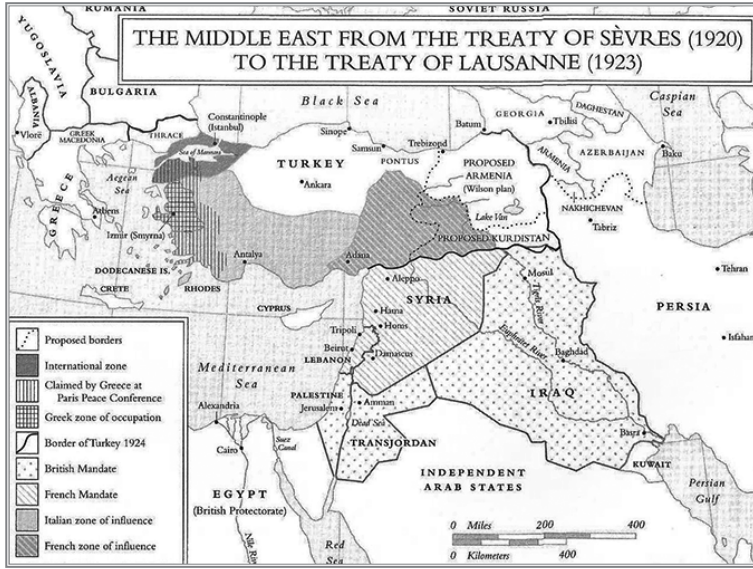 RUMANIA
SOVIET RUSSIA
THE MIDDLE EAST FROM THE TREATY OF SÈVRES (1920)
TO THE TREATY OF LAUSANNE (1923)
YUGOSLAVIA
BULGARIA
ALBANIA
Vlorë
GREEK
MACEDONIA
THRACE
Constantinople
(Istanbul)
Sea of Marmara
Black Sea
Sinope
Samsun
Trebizond
PONTUS
Batum
GEORGIA
Tbilisi
DAGHESTAN
Caspian
Sea
ARMENIA
AZERBAIJAN
Baku
NAKHICHEVAN
Tabriz
TURKEY
Ankara
PROPOSED
ARMENIA
(Wilson plan)
Lake Van
PROPOSED KURDISTAN
Aegean
Sea
GREECE
Athens
Izmir (Smyrna)
DODECANESE IS.
CRETE
RHODES
Antalya
Adana
CYPRUS
Aleppo
SYRIA
Hama
Homs
Tripoli
Beirut
LEBANON
Damascus
Mosul
Tigris River
Euphrates River
Baghdad
IRAQ
Basra
KUWAIT
Persian
Gulf
Tehran
PERSIA
Isfahan
Mediterranean
Sea
PALESTINE
Jerusalem
Amman
Dead Sea
TRANSJORDAN
Alexandria
Cairo
Suez
Canal
EGYPT
(British Protectorate)
Red
Sea
INDEPENDENT
ARAB STATES
0 Miles 200 400
0 Kilometers 400
Proposed borders
International zone
Claimed by Greece at
Paris Peace Conference
Greek zone of occupation
Border of Turkey 1924
British Mandate
French Mandate
Italian zone of influence
French zone of influence